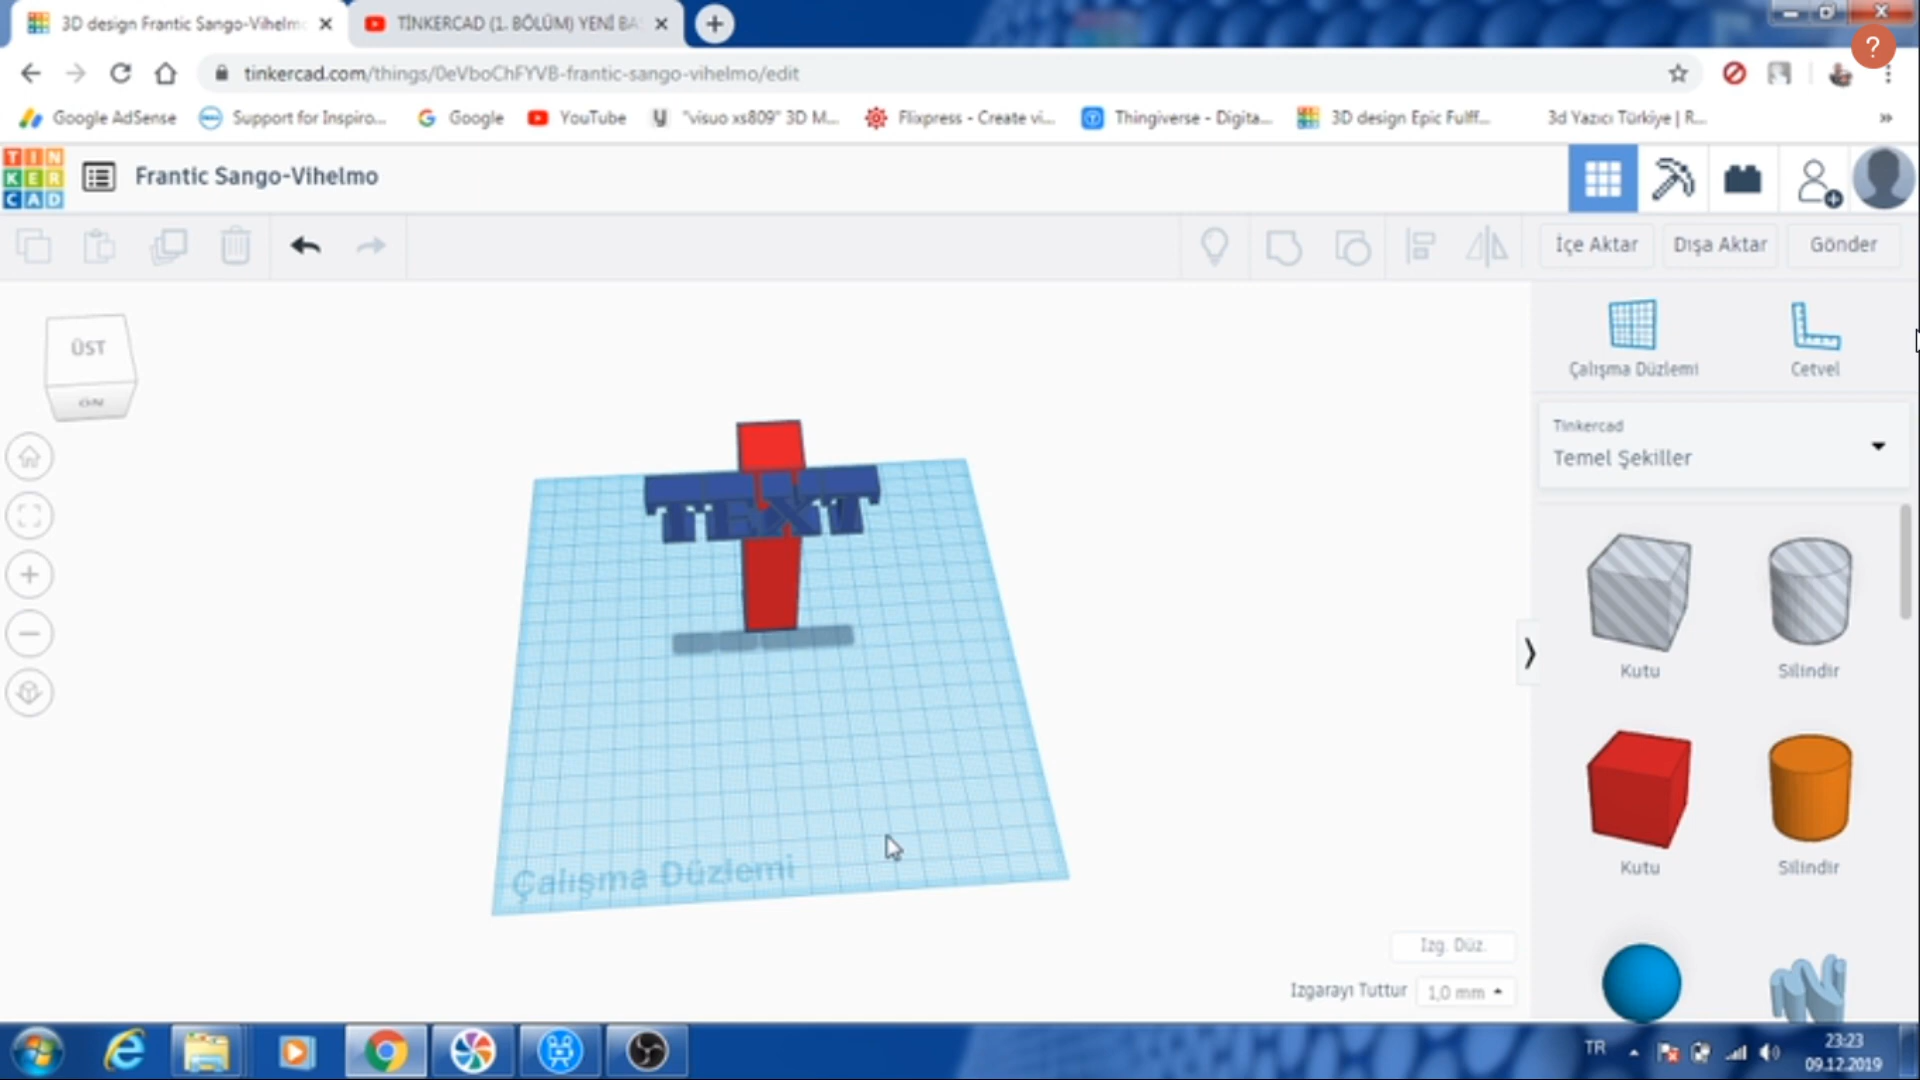 3D design Frantic Sango-Vihelmo
TİNKERCAD (1. BÖLÜM) YENİ BA
tinkercad.com/things/0eVboChFYVB-frantic-sango-vihelmo/edit
?
Google AdSense
Support for Inspiro...
Google
YouTube
"visuo xs809" 3D M...
Flixpress - Create vi...
Thingiverse - Digita...
3D design Epic Fulff...
3d Yazıcı Türkiye | R...
»
TIN
KER
CAD
Frantic Sango-Vihelmo
İçe Aktar
Dışa Aktar
Gönder
ÜST
ÖN
Çalışma Düzlemi
Cetvel
Tinkercad
Temel Şekiller
TEXT
Kutu
Silindir
Kutu
Silindir
Çalışma Düzlemi
Izg. Düz.
Izgarayı Tuttur
1,0 mm
TR
23:23
09.12.2019